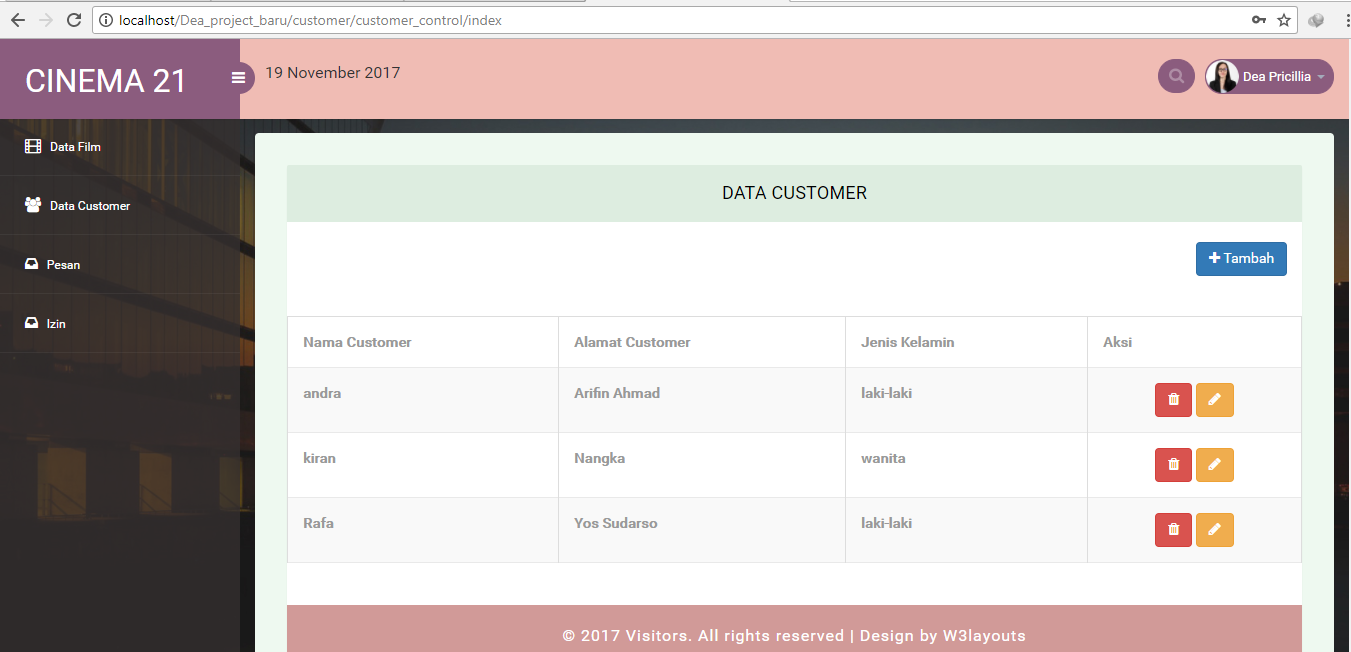 localhost/Dea_project_baru/customer/customer_control/index
CINEMA 21
19 November 2017
Dea Pricillia
Data Film
Data Customer
Pesan
Izin
DATA CUSTOMER
Tambah
Nama Customer Alamat Customer Jenis Kelamin Aksi
andra Arifin Ahmad laki-laki
kiran Nangka wanita
Rafa Yos Sudarso laki-laki
© 2017 Visitors. All rights reserved | Design by W3layouts